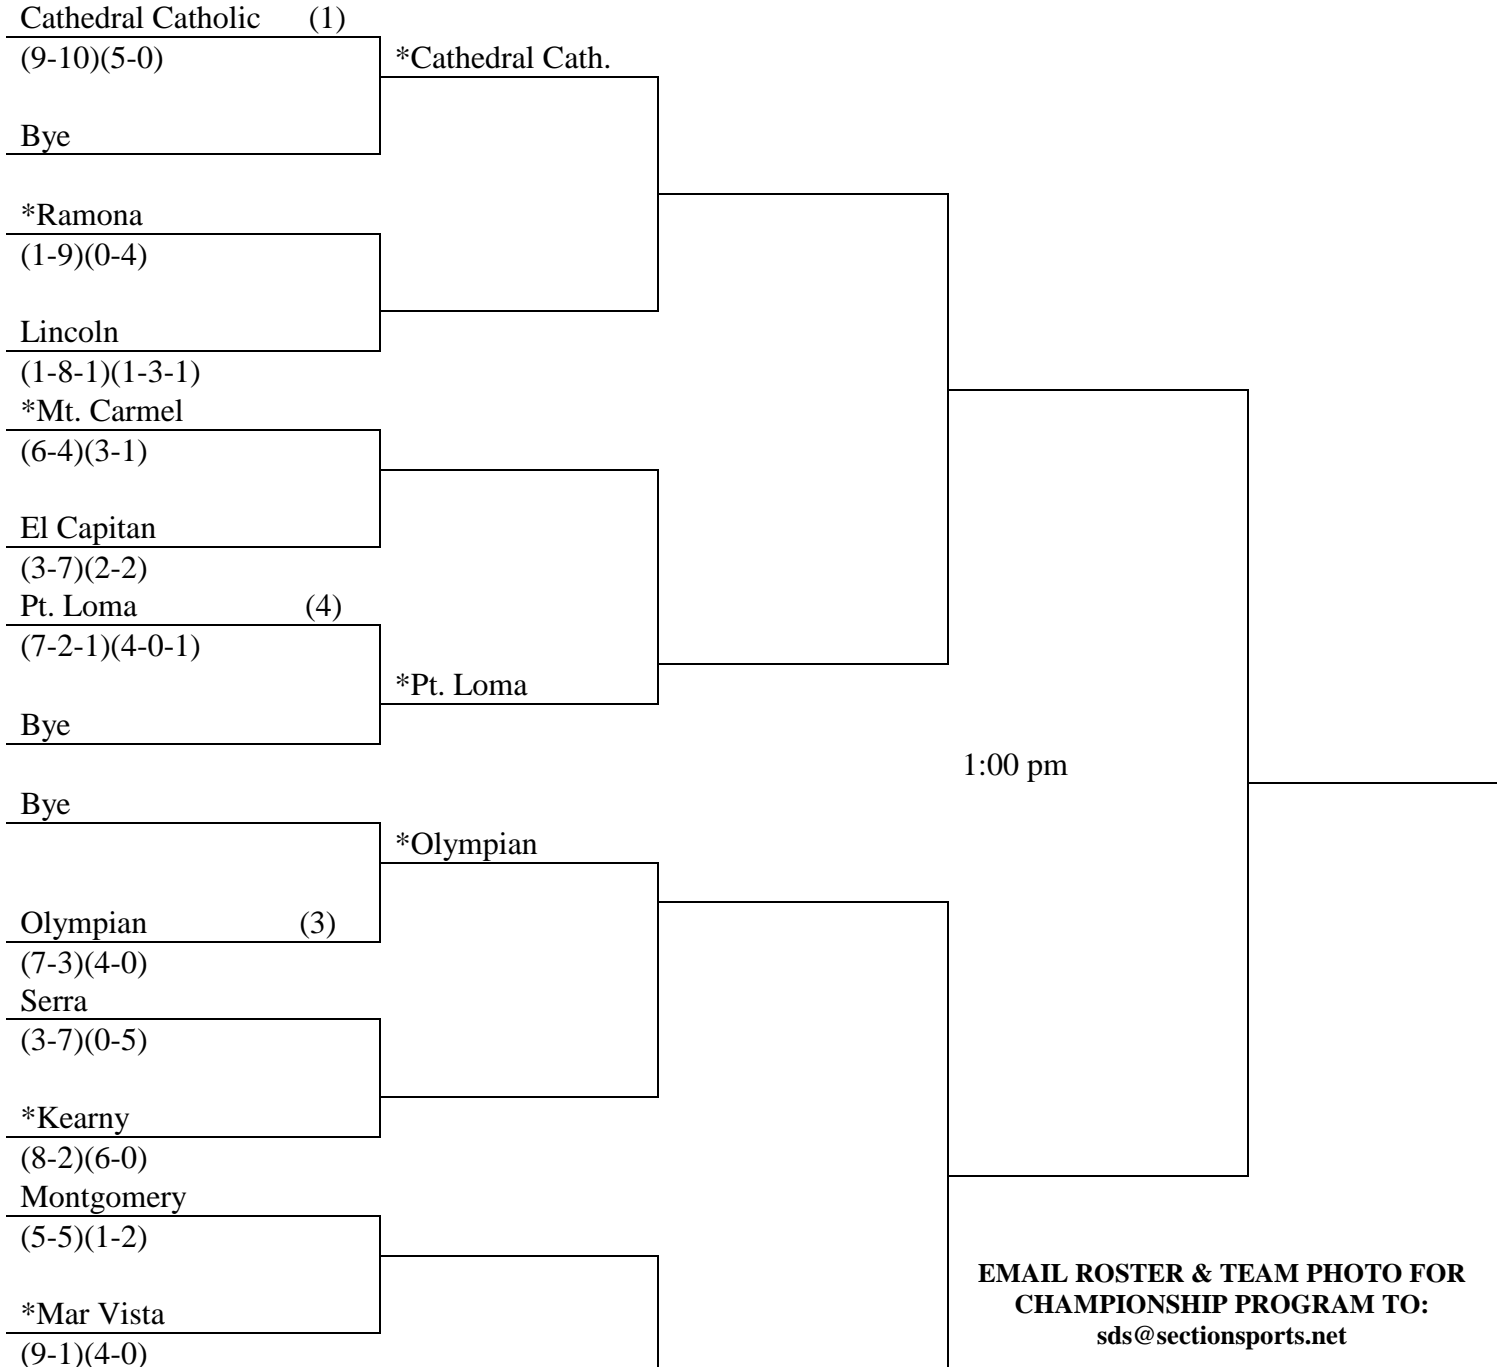 Cathedral Catholic (1)
(9-10)(5-0)
*Cathedral Cath.
Bye
*Ramona
(1-9)(0-4)
Lincoln
(1-8-1)(1-3-1)
*Mt. Carmel
(6-4)(3-1)
El Capitan
(3-7)(2-2)
Pt. Loma (4)
(7-2-1)(4-0-1)
*Pt. Loma
Bye
1:00 pm
Bye
*Olympian
Olympian (3)
(7-3)(4-0)
Serra
(3-7)(0-5)
*Kearny
(8-2)(6-0)
Montgomery
(5-5)(1-2)
*Mar Vista
(9-1)(4-0)
EMAIL ROSTER & TEAM PHOTO FOR
CHAMPIONSHIP PROGRAM TO:
sds@sectionsports.net